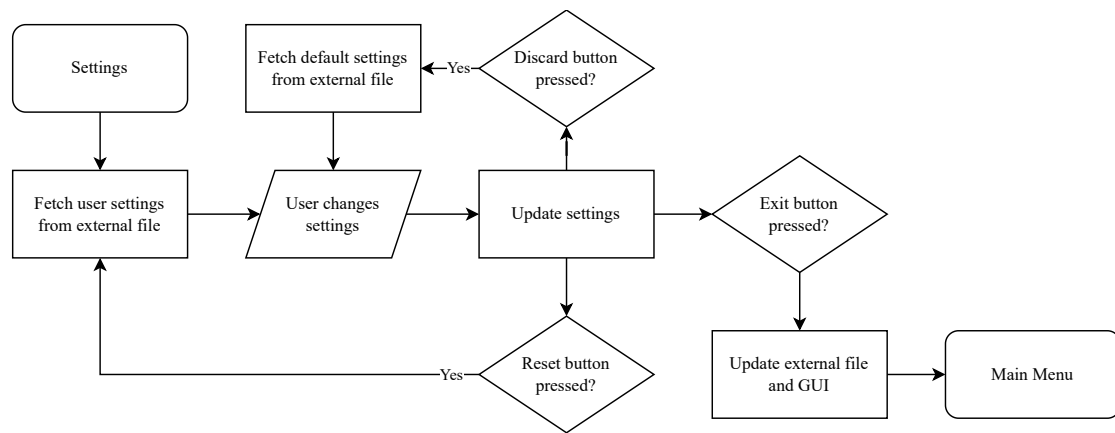 Settings
Fetch default settings
from external file
Yes
Discard button
pressed?
Fetch user settings
from external file
User changes
settings
Update settings
Exit button
pressed?
Yes
Reset button
pressed?
Update external file
and GUI
Main Menu